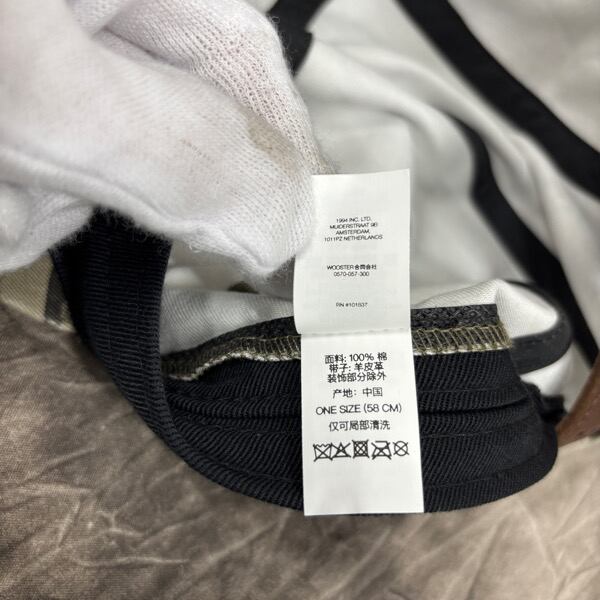 1994 INC. LTD.
MUIDERSTRAAT 9E
AMSTERDAM,
1011PZ NETHERLANDS
WOOSTER合同会社
0570-057-300
RN #101837
面料: 100% 棉
带子: 羊皮革
装饰部分除外
产地: 中国
ONE SIZE (58 CM)
仅可局部清洗